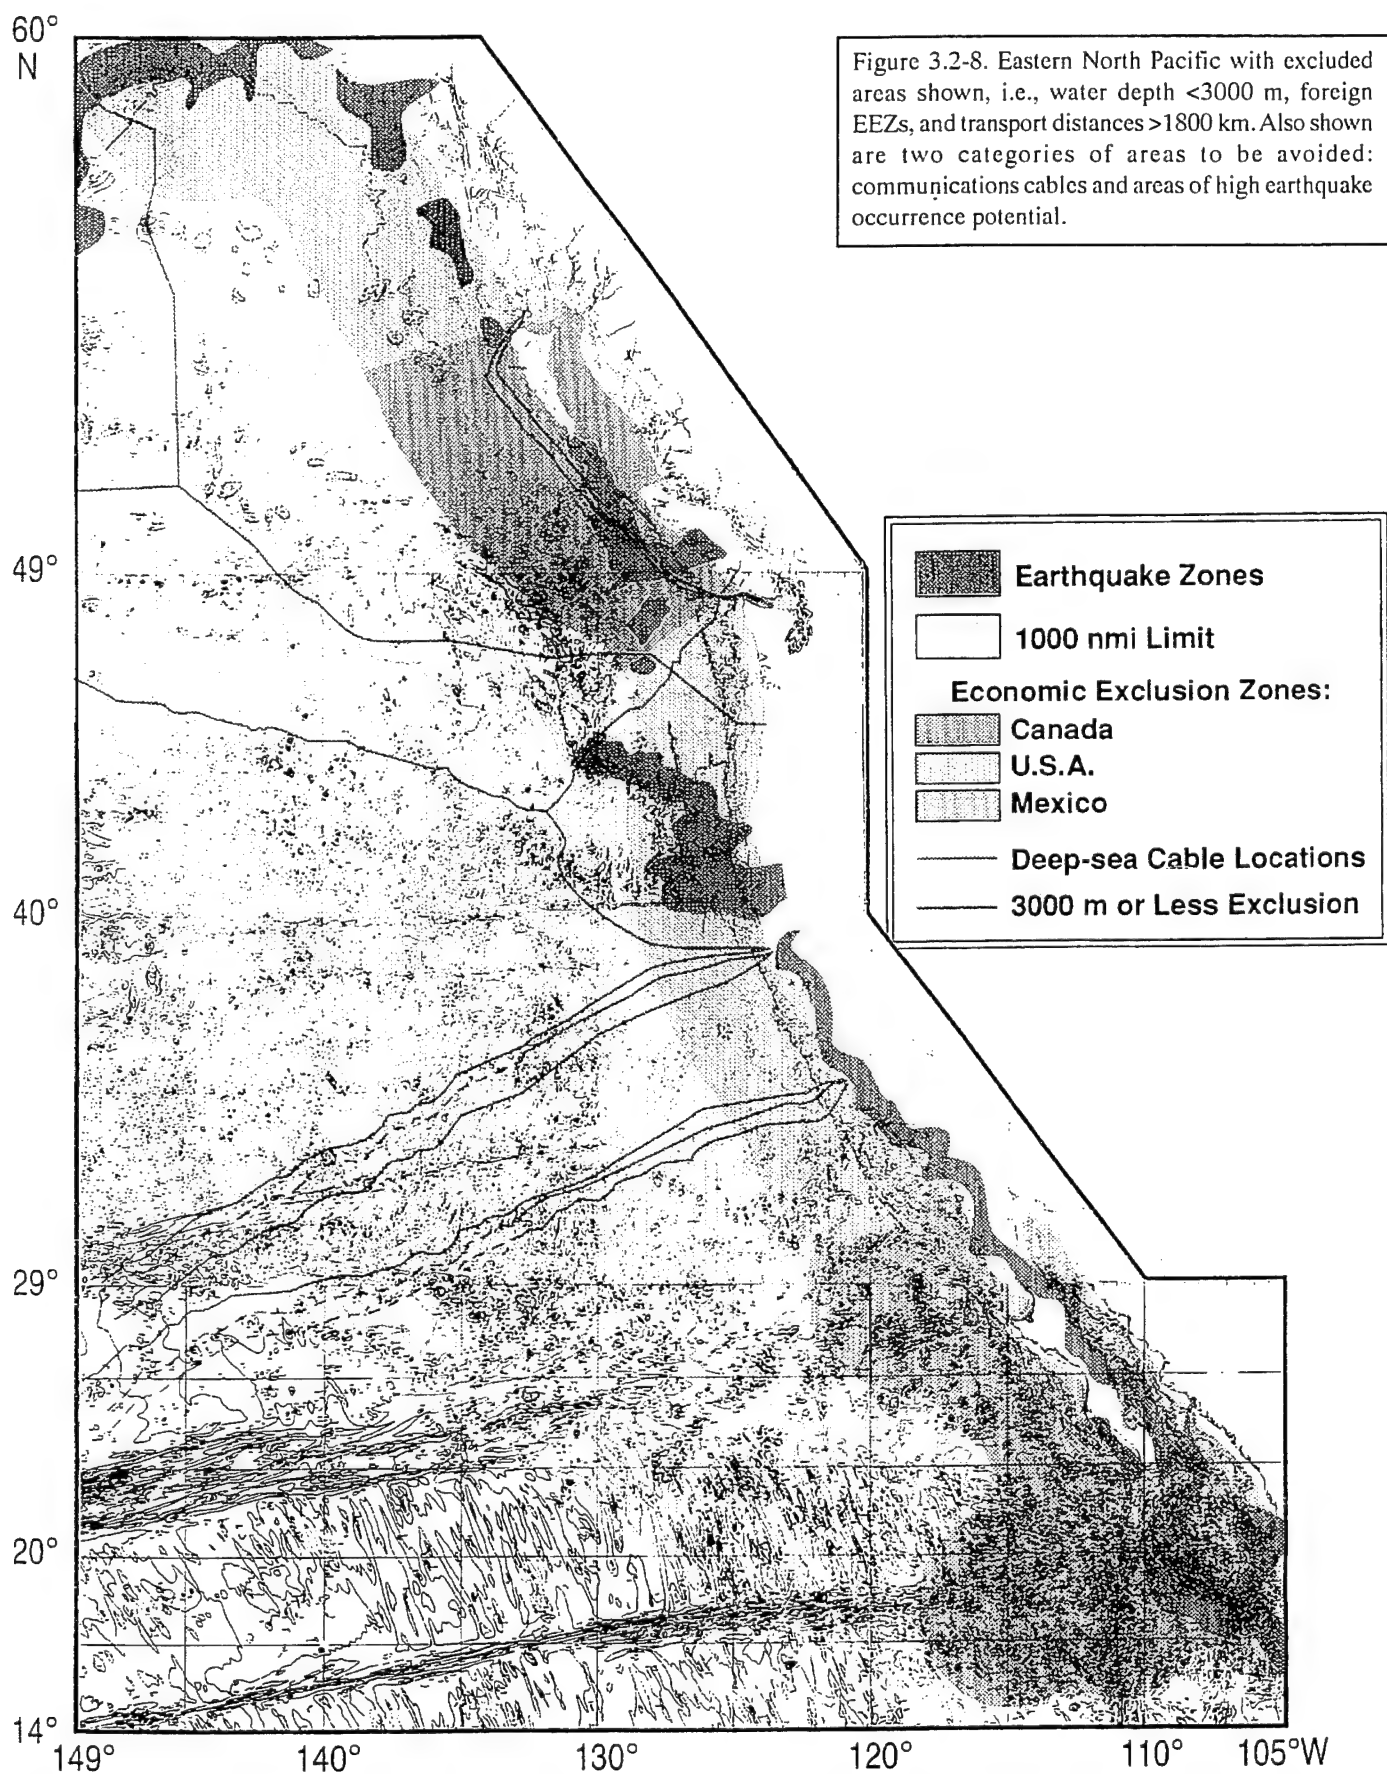 60°
N
Figure 3.2-8. Eastern North Pacific with excluded
areas shown, i.e., water depth <3000 m, foreign
EEZs, and transport distances >1800 km. Also shown
are two categories of areas to be avoided:
communications cables and areas of high earthquake
occurrence potential.
49°
Earthquake Zones
1000 nmi Limit
Economic Exclusion Zones:
Canada
U.S.A.
Mexico
Deep-sea Cable Locations
3000 m or Less Exclusion
40°
29°
20°
14°
149° 140° 130° 120° 110° 105°W